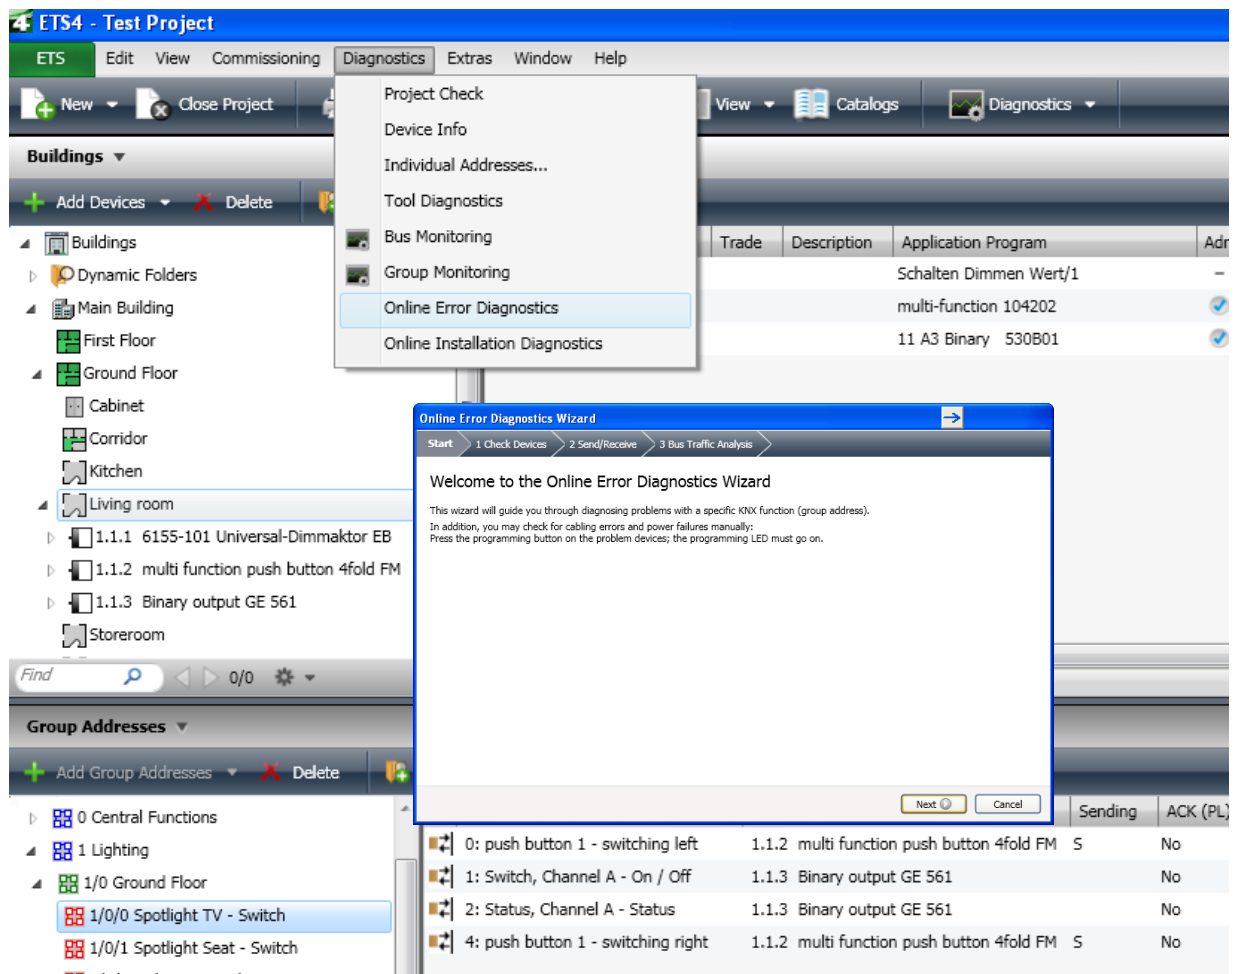 ETS4 - Test Project
ETS Edit View Commissioning Diagnostics Extras Window Help
New Close Project View Catalogs Diagnostics
Project Check
Device Info
Individual Addresses...
Tool Diagnostics
Bus Monitoring
Group Monitoring
Online Error Diagnostics
Online Installation Diagnostics
Buildings
Add Devices Delete
Trade Description Application Program Adr
Schalten Dimmen Wert/1 –
multi-function 104202
11 A3 Binary 530B01
Buildings
Dynamic Folders
Main Building
First Floor
Ground Floor
Cabinet
Corridor
Kitchen
Living room
1.1.1 6155-101 Universal-Dimmaktor EB
1.1.2 multi function push button 4fold FM
1.1.3 Binary output GE 561
Storeroom
Find 0/0
Online Error Diagnostics Wizard
Start 1 Check Devices 2 Send/Receive 3 Bus Traffic Analysis
Welcome to the Online Error Diagnostics Wizard
This wizard will guide you through diagnosing problems with a specific KNX function (group address).
In addition, you may check for cabling errors and power failures manually:
Press the programming button on the problem devices; the programming LED must go on.
Next Cancel
Group Addresses
Add Group Addresses Delete
0 Central Functions
1 Lighting
1/0 Ground Floor
1/0/0 Spotlight TV - Switch
1/0/1 Spotlight Seat - Switch
Sending ACK (PL)
0: push button 1 - switching left 1.1.2 multi function push button 4fold FM S No
1: Switch, Channel A - On / Off 1.1.3 Binary output GE 561 No
2: Status, Channel A - Status 1.1.3 Binary output GE 561 No
4: push button 1 - switching right 1.1.2 multi function push button 4fold FM S No